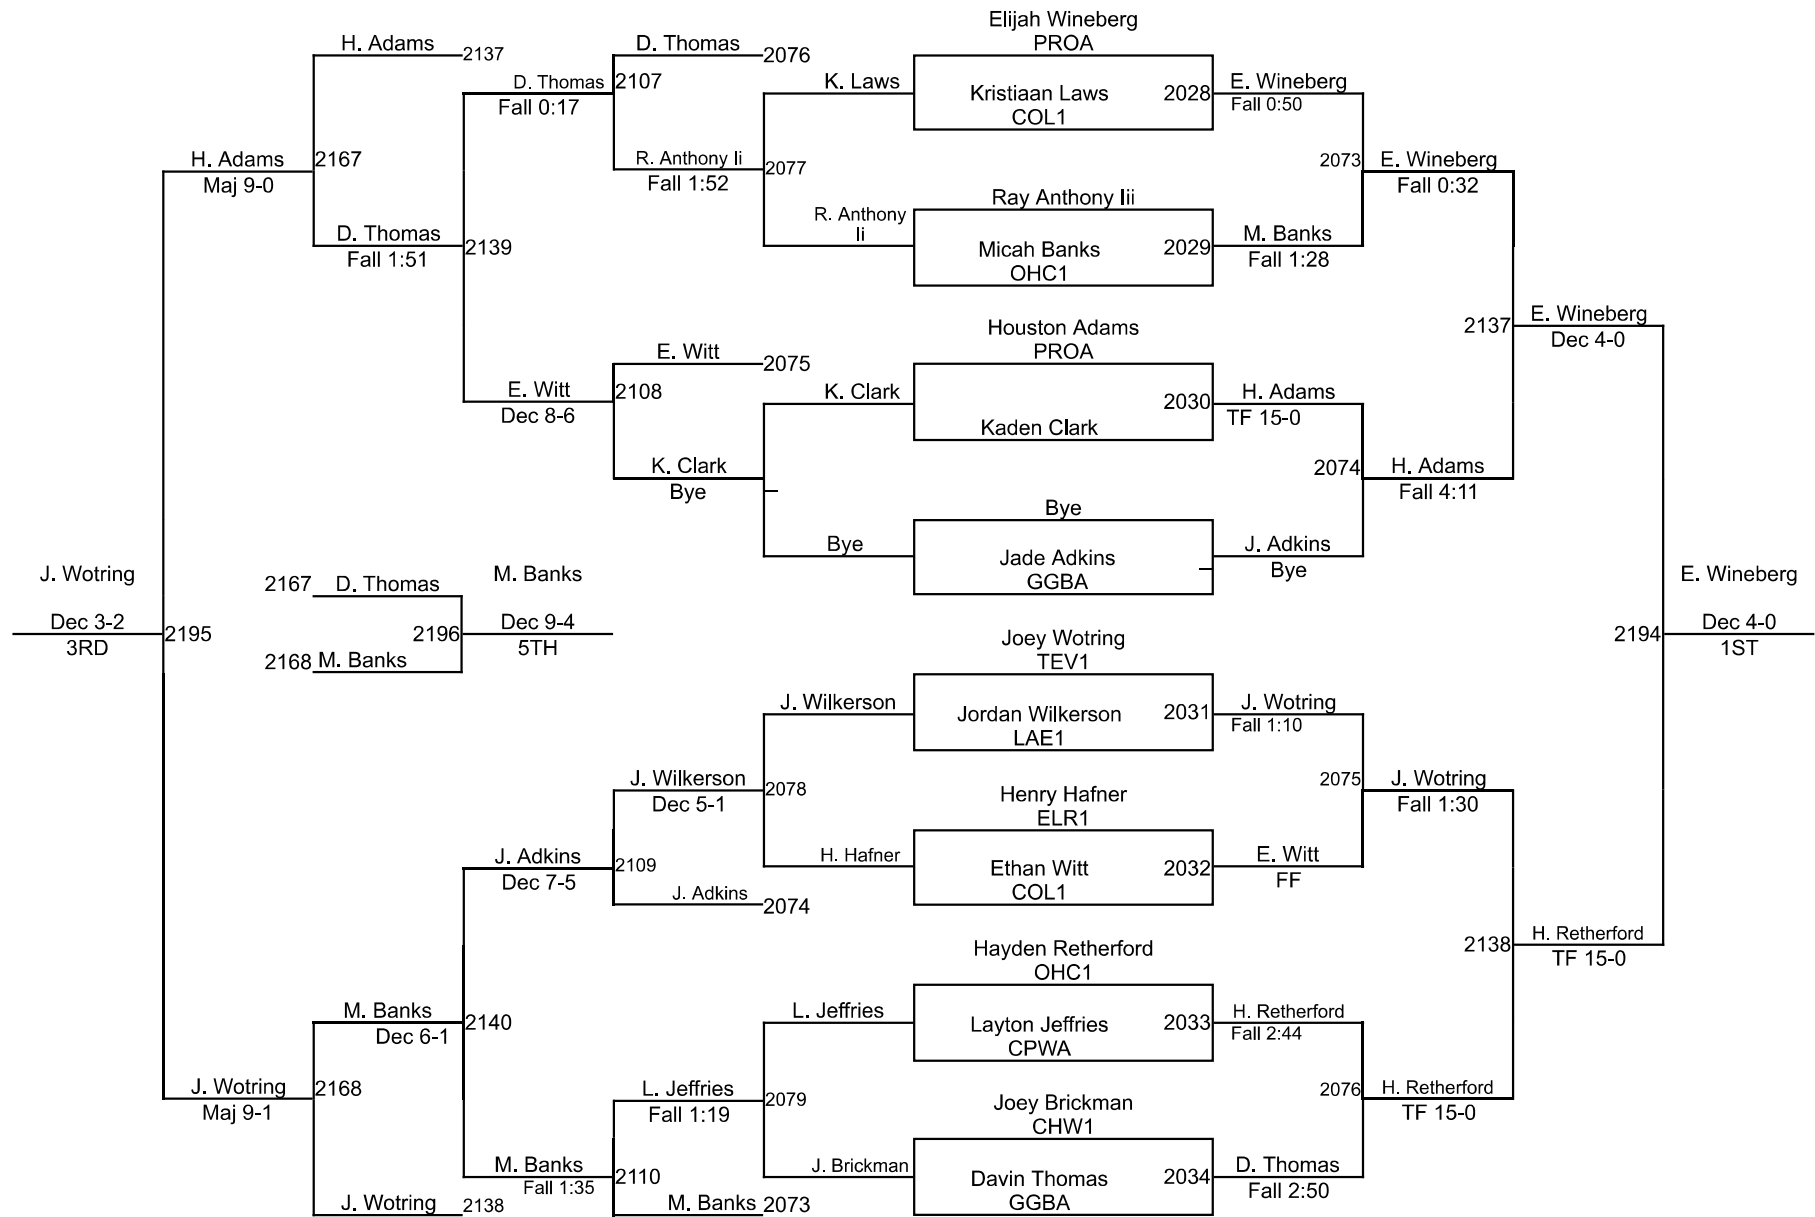 Elijah Wineberg
PROA
H. Adams
2137
D. Thomas
2076
D. Thomas
2107
Fall 0:17
K. Laws
Kristiaan Laws
COL1
2028
E. Wineberg
Fall 0:50
H. Adams
2167
Maj 9-0
R. Anthony Ii
Fall 1:52
2077
2073
E. Wineberg
Fall 0:32
Ray Anthony Iii
R. Anthony
Ii
D. Thomas
Fall 1:51
2139
Micah Banks
OHC1
2029
M. Banks
Fall 1:28
Houston Adams
PROA
2137
E. Wineberg
Dec 4-0
E. Witt
2075
E. Witt
Dec 8-6
2108
K. Clark
Kaden Clark
2030
H. Adams
TF 15-0
K. Clark
Bye
2074
H. Adams
Fall 4:11
Bye
Bye
Jade Adkins
GGBA
J. Adkins
Bye
J. Wotring
Dec 3-2
3RD
2195
2167
D. Thomas
2196
2168
M. Banks
M. Banks
Dec 9-4
5TH
E. Wineberg
2194
Dec 4-0
1ST
Joey Wotring
TEV1
J. Wilkerson
Jordan Wilkerson
LAE1
2031
J. Wotring
Fall 1:10
J. Wilkerson
Dec 5-1
2078
2075
J. Wotring
Fall 1:30
Henry Hafner
ELR1
J. Adkins
Dec 7-5
2109
H. Hafner
Ethan Witt
COL1
2032
E. Witt
FF
J. Adkins
2074
Hayden Retherford
OHC1
2138
H. Retherford
TF 15-0
M. Banks
Dec 6-1
2140
L. Jeffries
Layton Jeffries
CPWA
2033
H. Retherford
Fall 2:44
J. Wotring
Maj 9-1
2168
L. Jeffries
Fall 1:19
2079
2076
H. Retherford
TF 15-0
Joey Brickman
CHW1
M. Banks
Fall 1:35
2110
J. Brickman
Davin Thomas
GGBA
2034
D. Thomas
Fall 2:50
J. Wotring
2138
M. Banks
2073